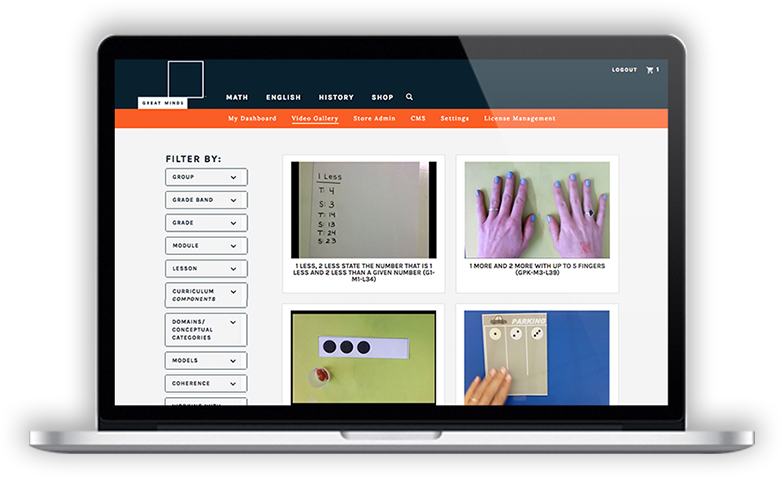 LOGOUT
1
GREAT MINDS
MATH ENGLISH HISTORY SHOP
My Dashboard Video Gallery Store Admin CMS Settings License Management
FILTER BY:
GROUP
GRADE BAND
GRADE
MODULE
LESSON
CURRICULUM
COMPONENTS
DOMAINS/
CONCEPTUAL
CATEGORIES
MODELS
COHERENCE
1 Less
T: 4
S: 3
T: 14
S: 13
T: 24
S: 23
1 LESS, 2 LESS STATE THE NUMBER THAT IS 1
LESS AND 2 LESS THAN A GIVEN NUMBER (G1-
M1-L34)
1 MORE AND 2 MORE WITH UP TO 5 FINGERS
(GPK-M3-L39)
PARKING